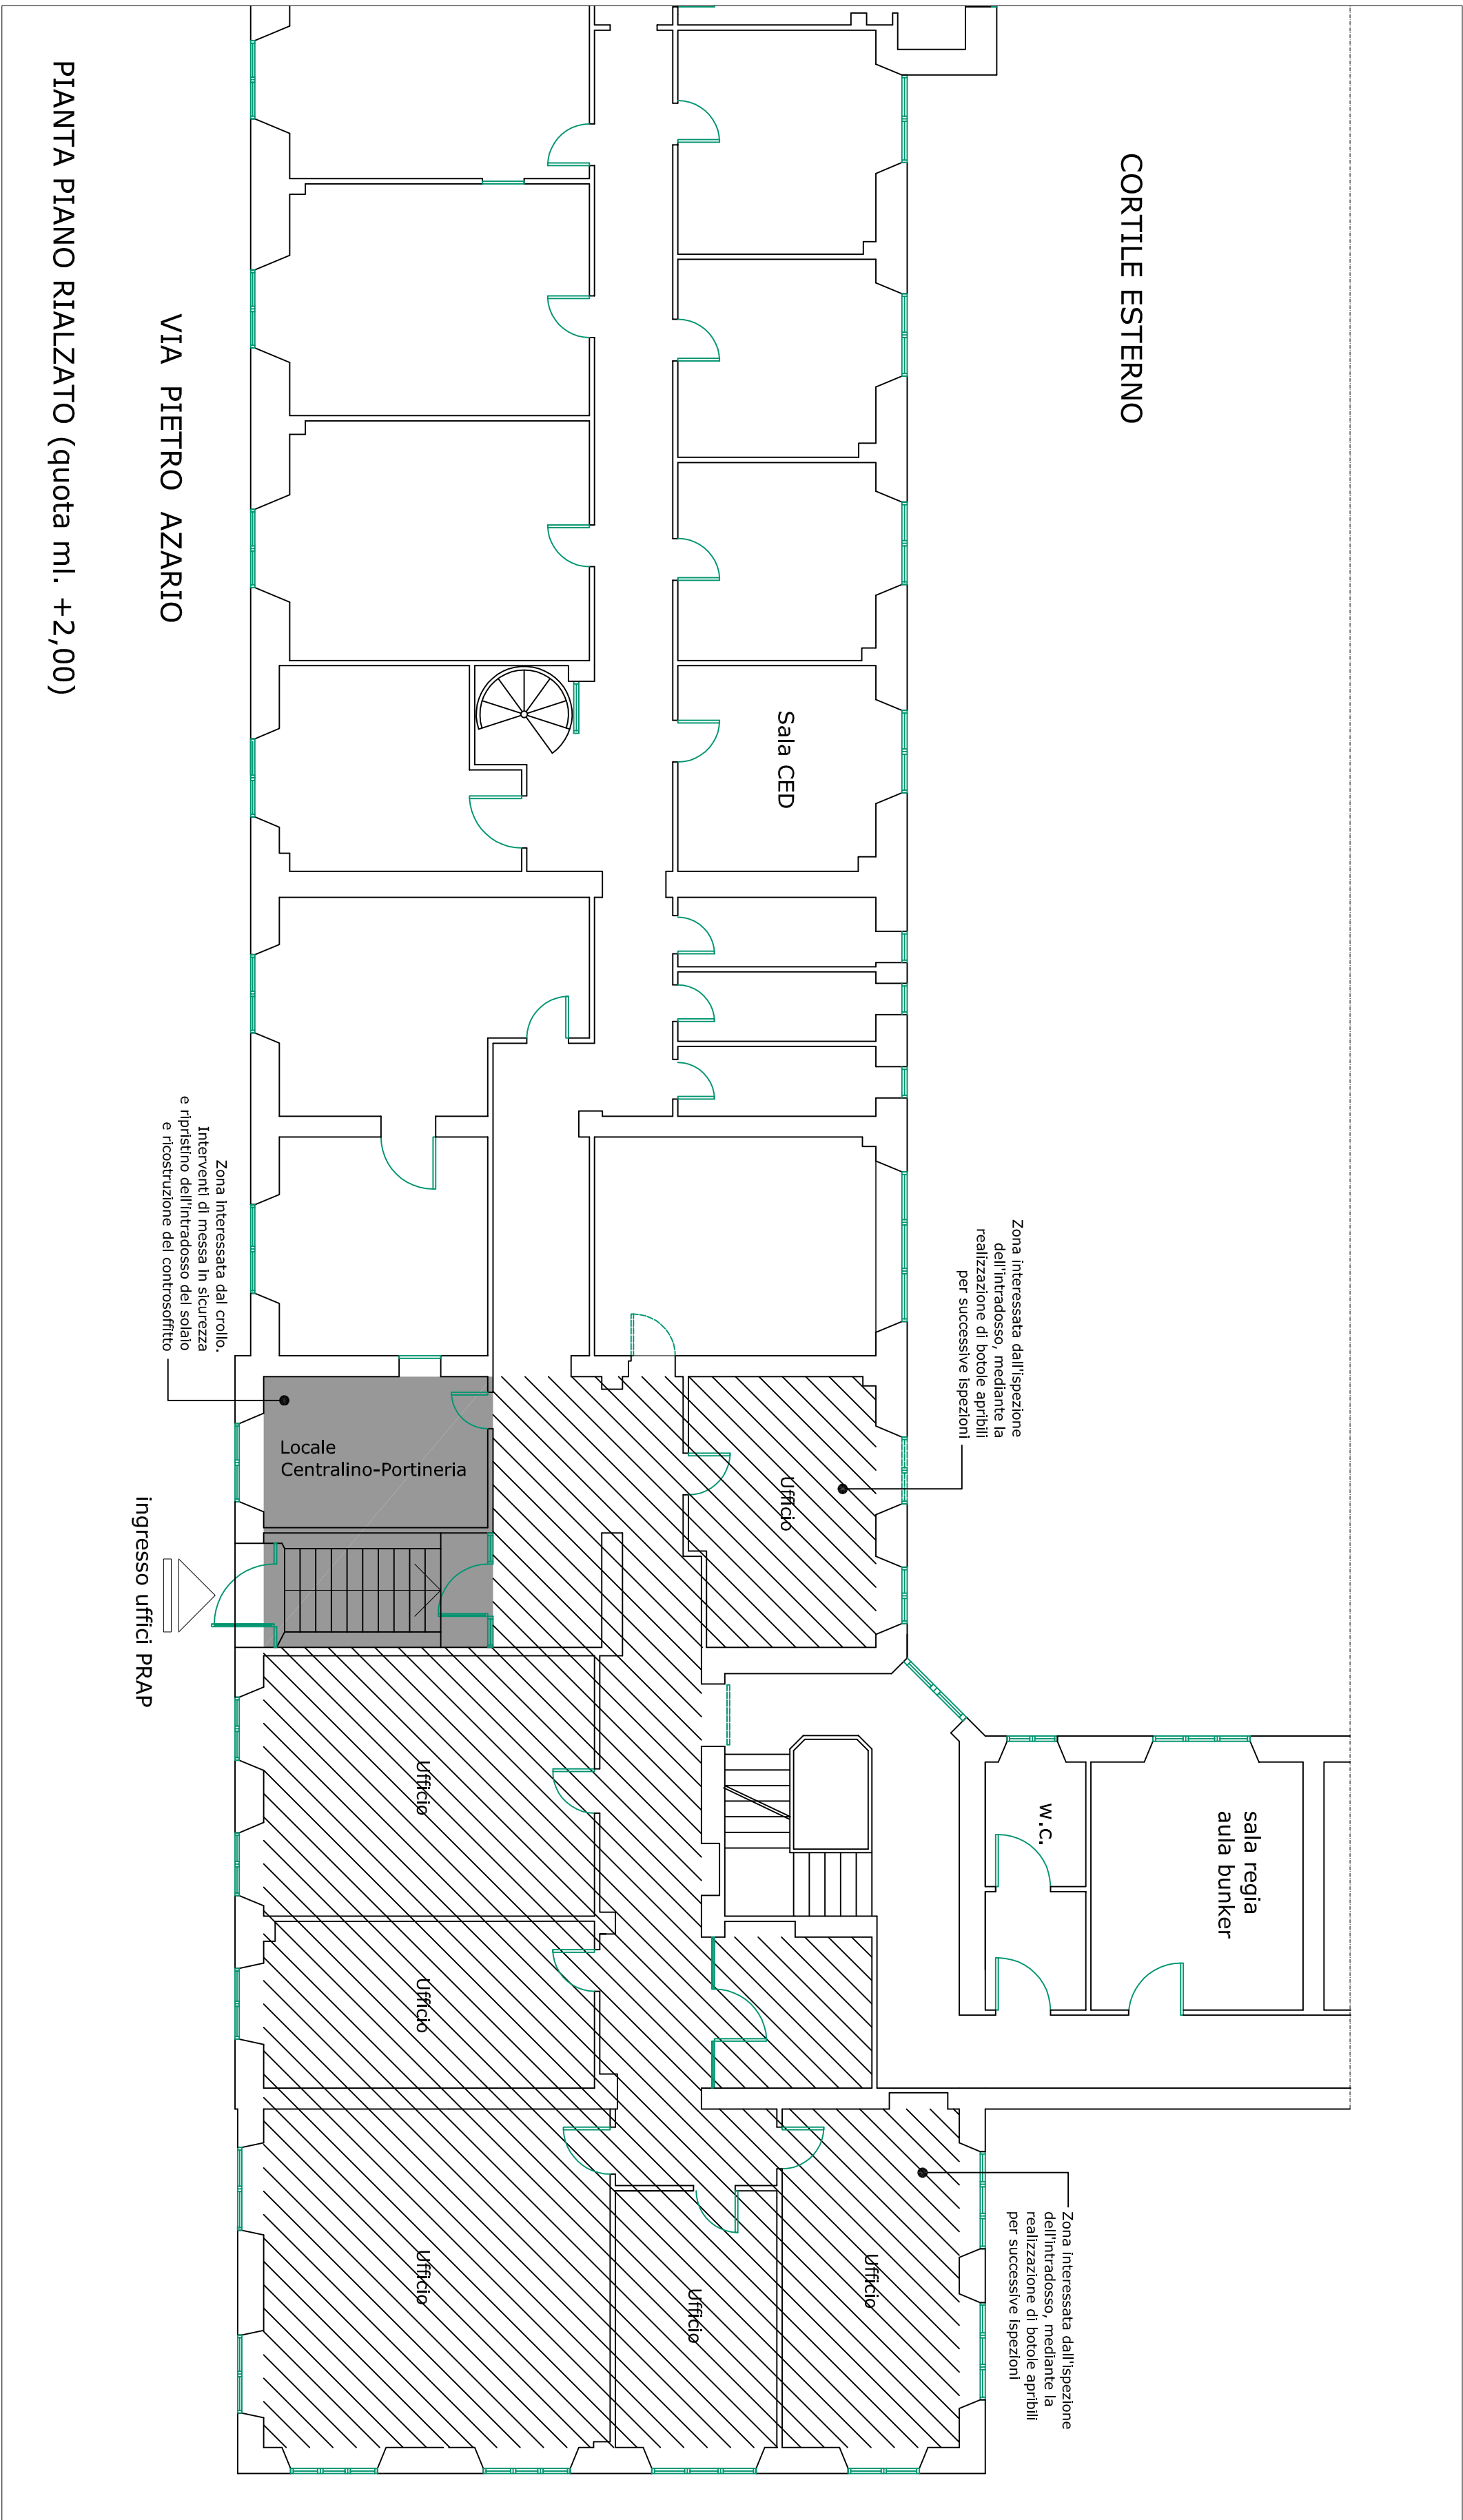 CORTILE ESTERNO
Sala CED
Zona interessata dall'ispezione
dell'intradosso, mediante la
realizzazione di botole apribili
per successive ispezioni
sala regia
aula bunker
w.c.
Ufficio
Zona interessata dall'ispezione
dell'intradosso, mediante la
realizzazione di botole apribili
per successive ispezioni
Ufficio
Ufficio
Ufficio
Ufficio
Ufficio
Locale
Centralino-Portineria
Zona interessata dal crollo.
Interventi di messa in sicurezza
e ripristino dell'intradosso del solaio
e ricostruzione del controsoffitto
ingresso uffici PRAP
VIA PIETRO AZARIO
PIANTA PIANO RIALZATO (quota ml. +2,00)